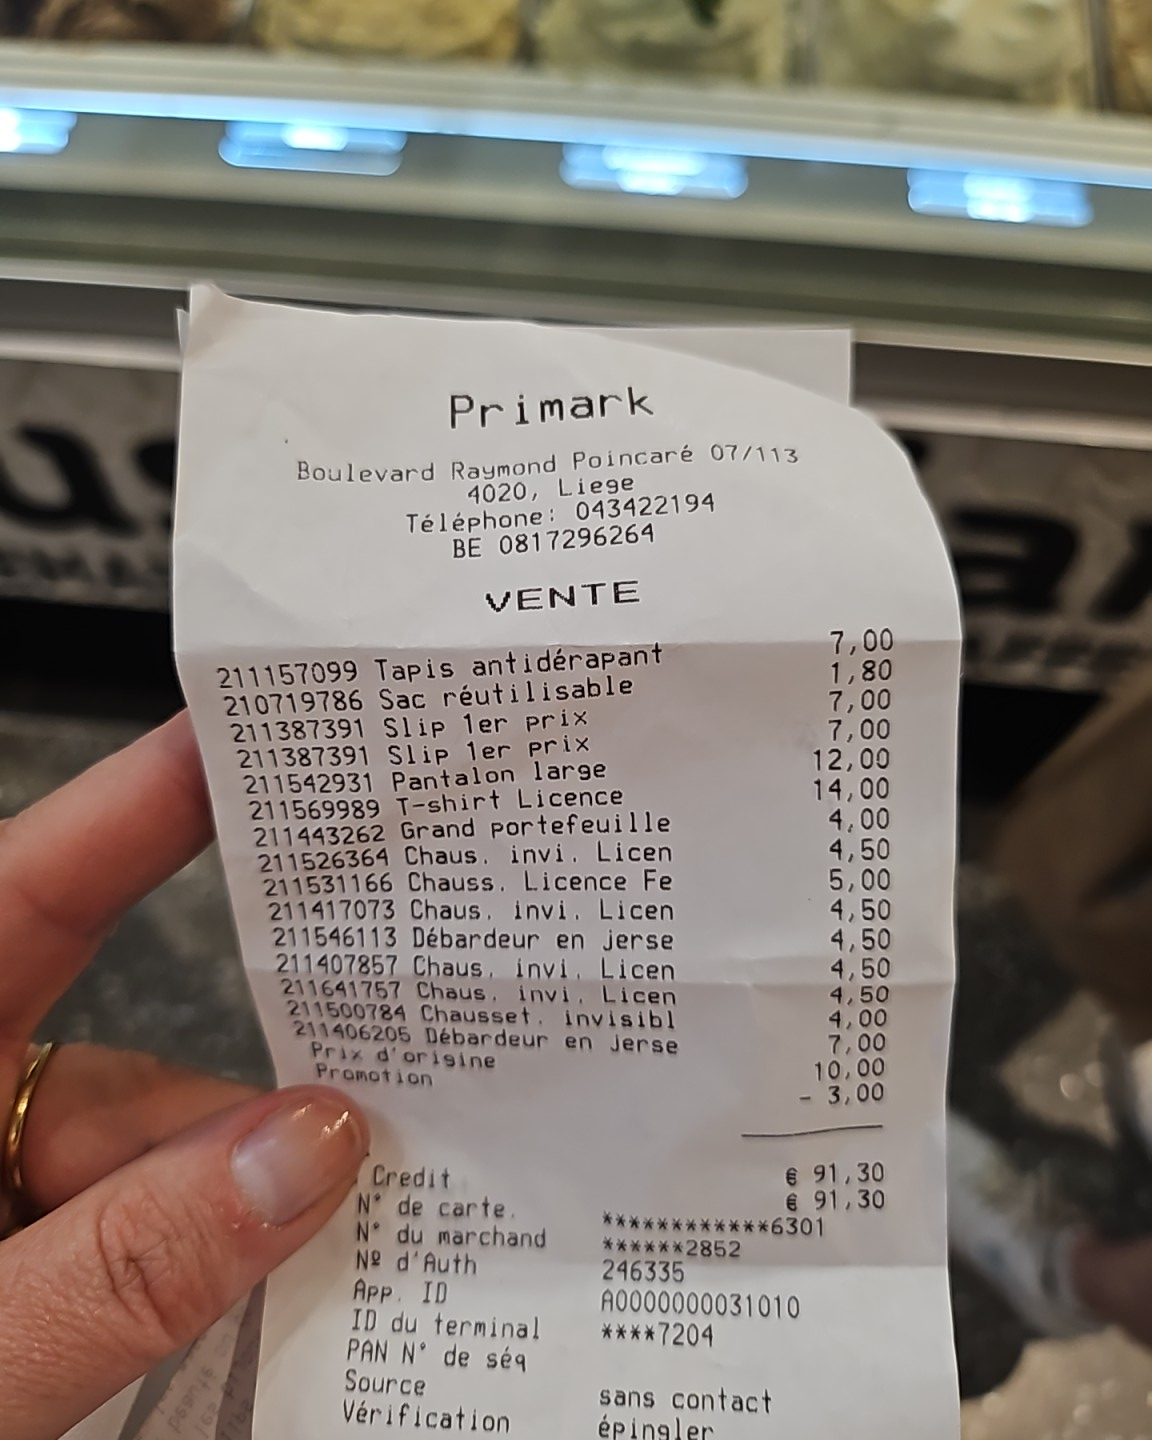 Primark
Boulevard Raymond Poincaré 07/113
4020, Liege
Téléphone: 043422194
BE 0817296264
VENTE
211157099 Tapis antidérapant 7,00
210719786 Sac réutilisable 1,80
211387391 Slip 1er prix 7,00
211387391 Slip 1er prix 7,00
211542931 Pantalon large 12,00
211569989 T-shirt Licence 14,00
211443262 Grand portefeuille 4,00
211526364 Chaus. invi. Licen 4,50
211531166 Chauss. Licence Fe 5,00
211417073 Chaus. invi. Licen 4,50
211546113 Débardeur en jerse 4,50
211407857 Chaus. invi. Licen 4,50
211641757 Chaus. invi. Licen 4,50
211500784 Chausset. invisibl 4,00
211406205 Débardeur en jerse 7,00
Prix d'origine 10,00
Promotion - 3,00
€ 91,30
Credit € 91,30
N° de carte. ************6301
N° du marchand ******2852
Nº d'Auth 246335
App. ID A0000000031010
ID du terminal ****7204
PAN N° de séq
Source sans contact
Vérification épingler